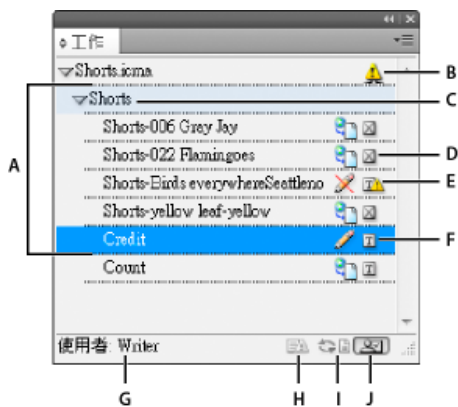 工作
Shorts.icma
B
Shorts
C
A
Shorts-006 Gray Jay
Shorts-022 Flamingoes
D
Shorts-Birds everywhereSeattleno
E
Shorts-yellow leaf-yellow
Credit
F
Count
使用者: Writer
G
H
I
J